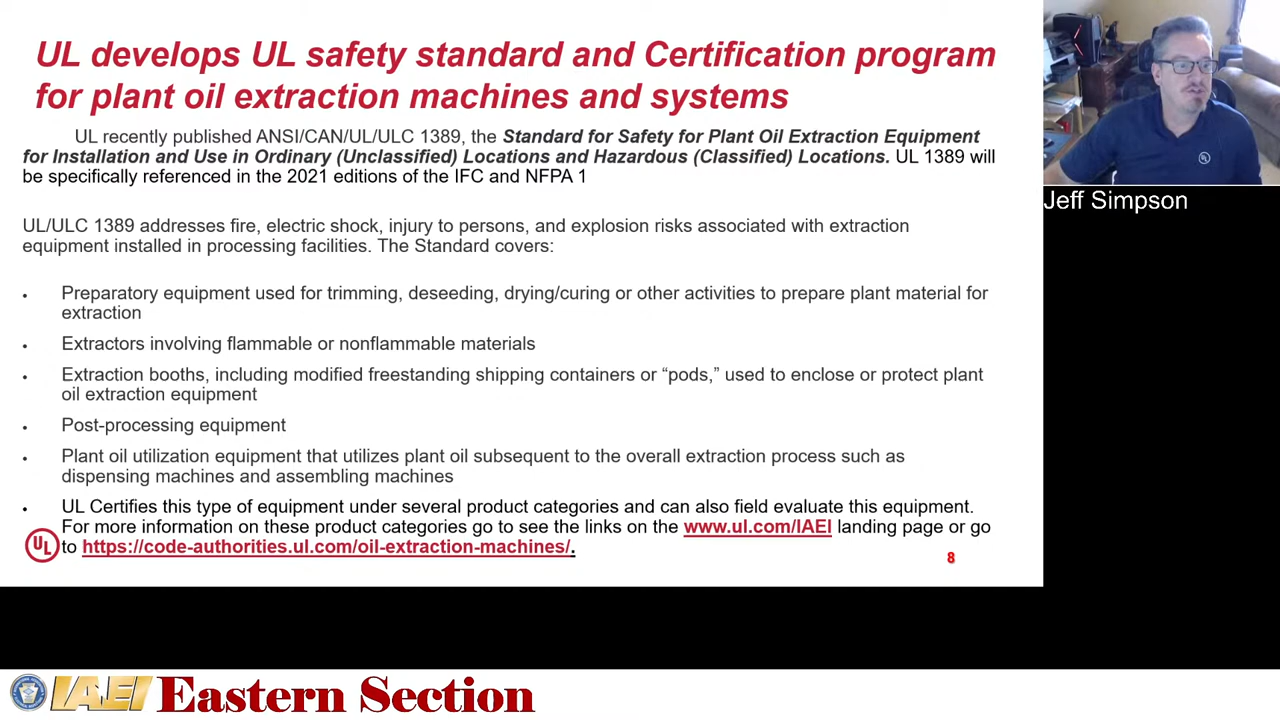 UL develops UL safety standard and Certification program
for plant oil extraction machines and systems
UL recently published ANSI/CAN/UL/ULC 1389, the Standard for Safety for Plant Oil Extraction Equipment
for Installation and Use in Ordinary (Unclassified) Locations and Hazardous (Classified) Locations. UL 1389 will
be specifically referenced in the 2021 editions of the IFC and NFPA 1
UL/ULC 1389 addresses fire, electric shock, injury to persons, and explosion risks associated with extraction
equipment installed in processing facilities. The Standard covers:
• Preparatory equipment used for trimming, deseeding, drying/curing or other activities to prepare plant material for
extraction
• Extractors involving flammable or nonflammable materials
• Extraction booths, including modified freestanding shipping containers or “pods,” used to enclose or protect plant
oil extraction equipment
• Post-processing equipment
• Plant oil utilization equipment that utilizes plant oil subsequent to the overall extraction process such as
dispensing machines and assembling machines
• UL Certifies this type of equipment under several product categories and can also field evaluate this equipment.
For more information on these product categories go to see the links on the www.ul.com/IAEI landing page or go
to https://code-authorities.ul.com/oil-extraction-machines/.
UL
8
UL
Jeff Simpson
IAEI Eastern Section